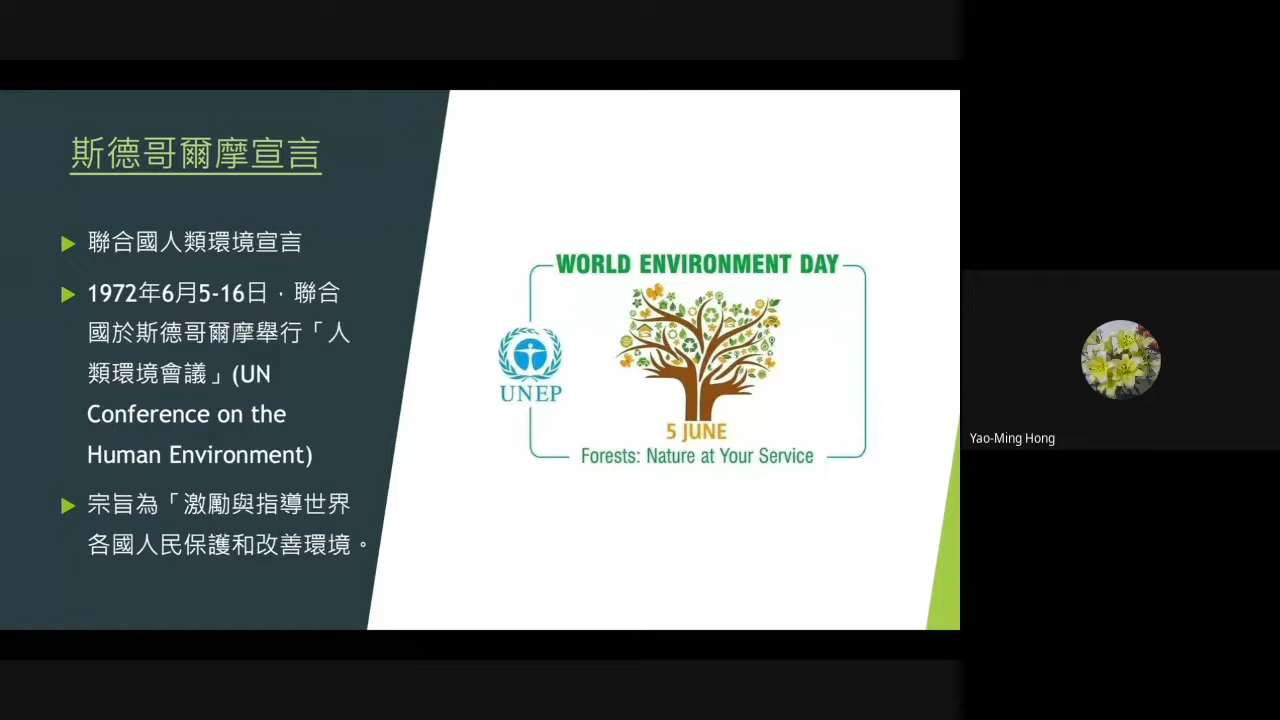 斯德哥爾摩宣言
聯合國人類環境宣言
1972年6月5-16日，聯合
國於斯德哥爾摩舉行「人
類環境會議」(UN
Conference on the
Human Environment)
宗旨為「激勵與指導世界
各國人民保護和改善環境。
WORLD ENVIRONMENT DAY
UNEP
5 JUNE
Forests: Nature at Your Service
Yao-Ming Hong